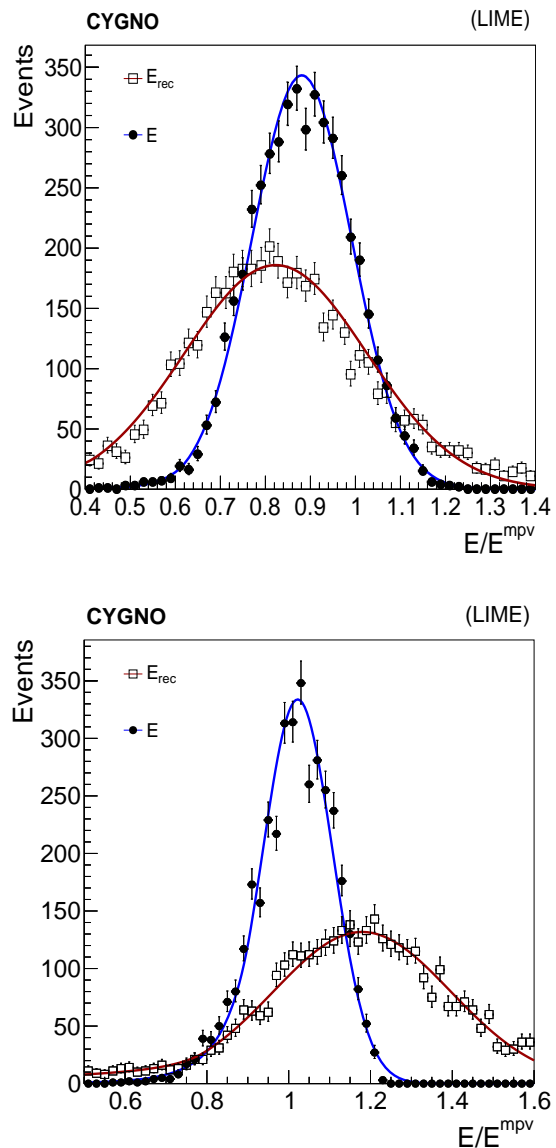 CYGNO (LIME)
Events
350
300
250
200
150
100
50
0
E_rec
E
0.4 0.5 0.6 0.7 0.8 0.9 1 1.1 1.2 1.3 1.4
E/E^mpv
CYGNO (LIME)
Events
350
300
250
200
150
100
50
0
E_rec
E
0.6 0.8 1 1.2 1.4 1.6
E/E^mpv